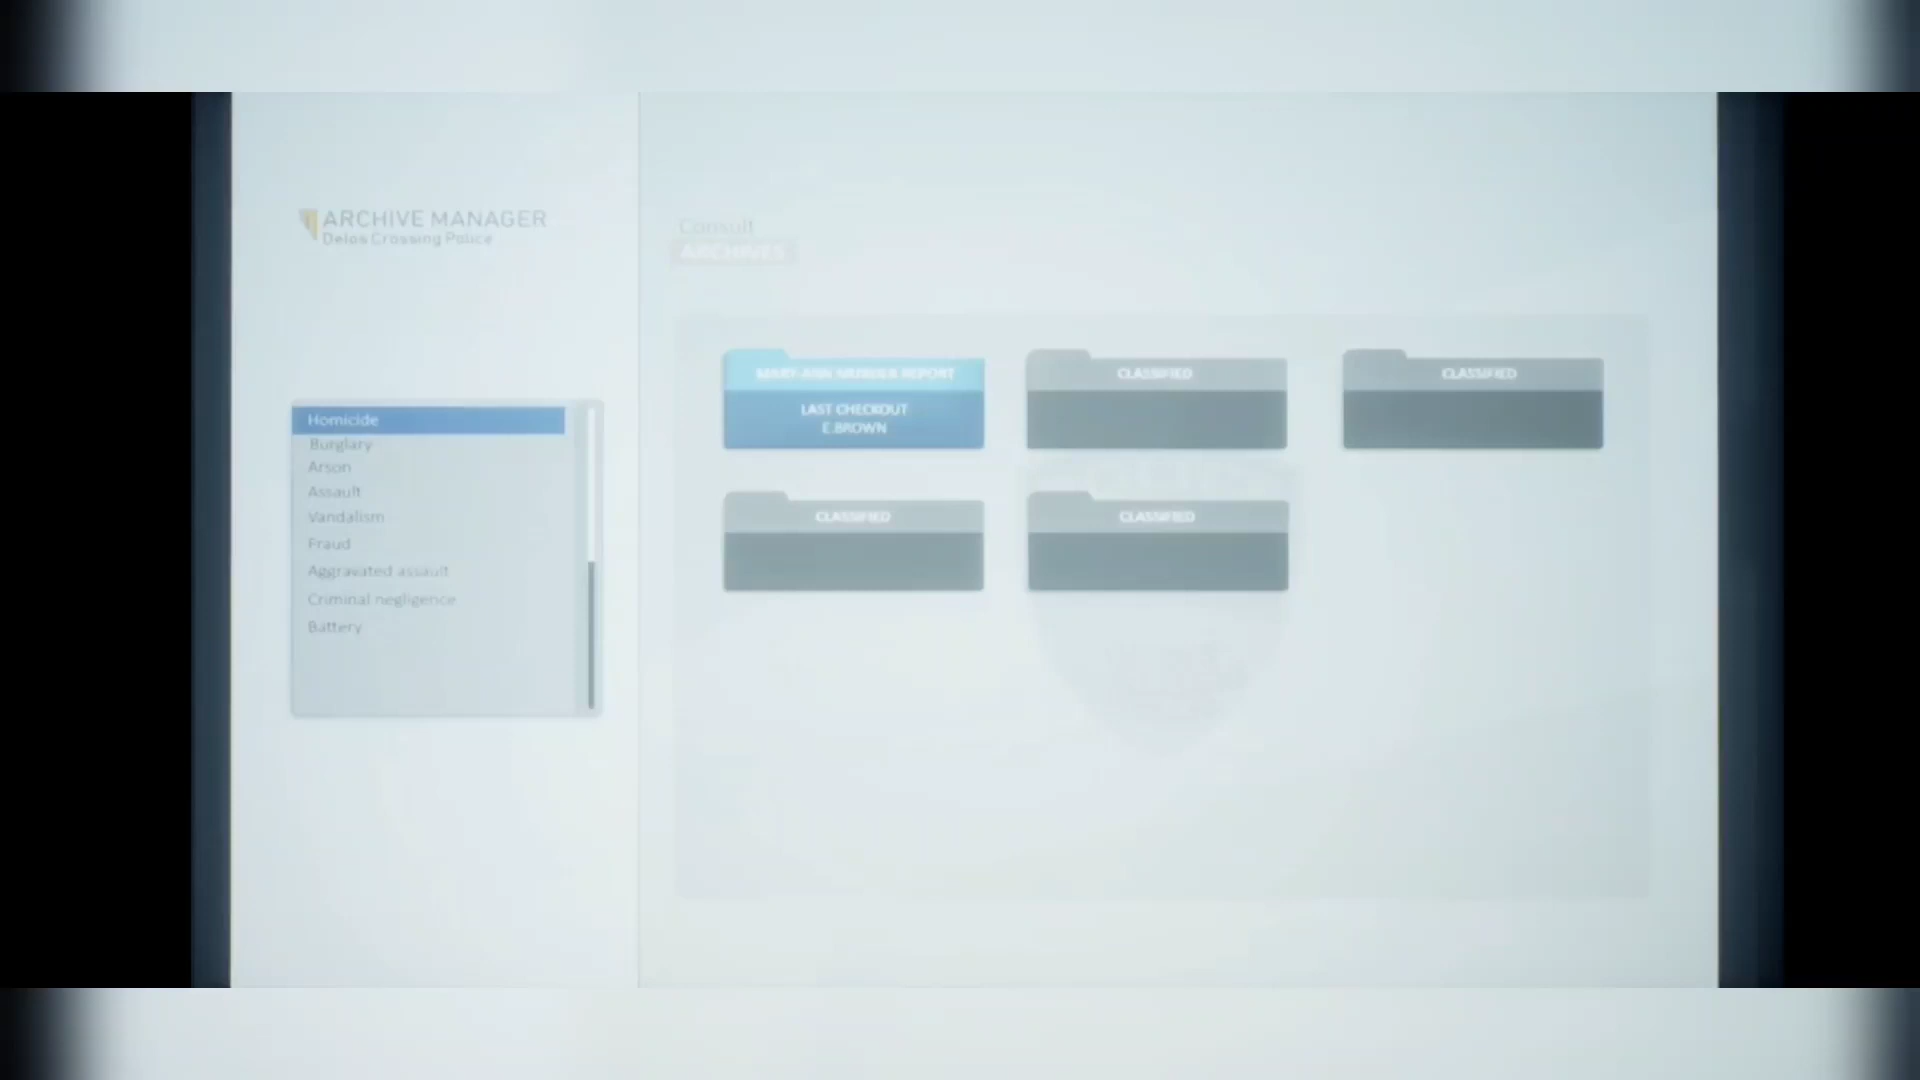 ARCHIVE MANAGER
Delos Crossing Police
Homicide
Burglary
Arson
Assault
Vandalism
Fraud
Aggravated assault
Criminal negligence
Battery
Consult
ARCHIVES
MARY-ANN MURDER REPORT
LAST CHECKOUT
E.BROWN
CLASSIFIED
CLASSIFIED
CLASSIFIED
CLASSIFIED